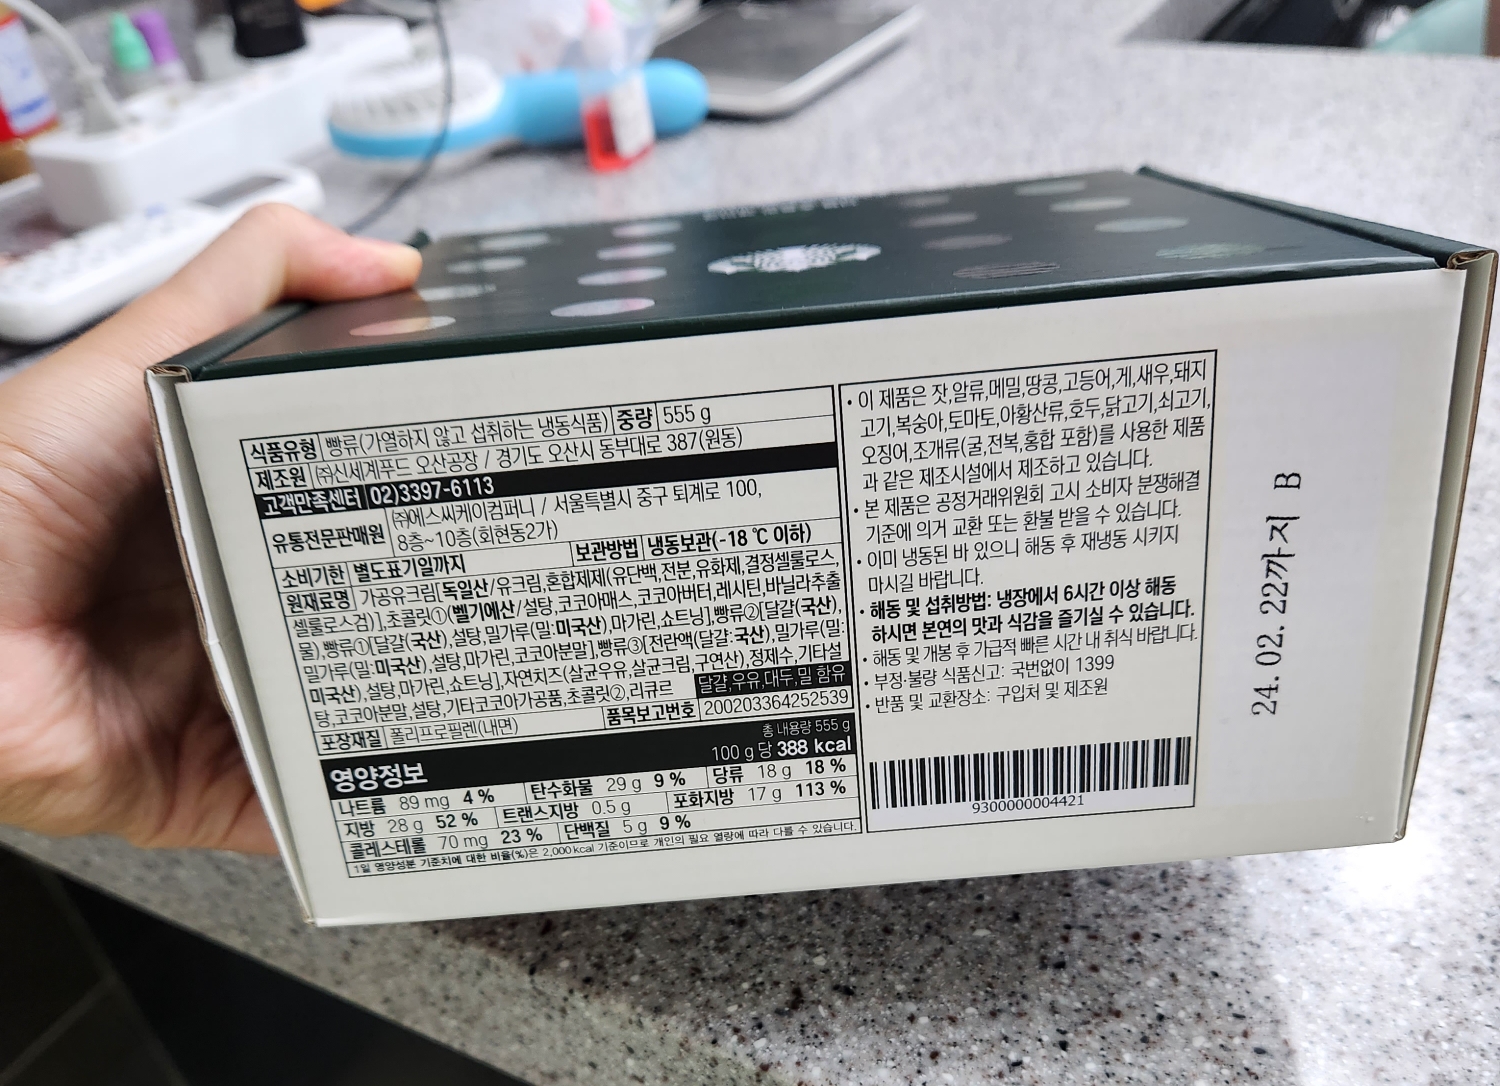 식품유형 빵류(가열하지 않고 섭취하는 냉동식품) 중량 555 g
제조원 ㈜신세계푸드 오산공장 / 경기도 오산시 동부대로 387(원동)
고객만족센터 02)3397-6113
유통전문판매원 ㈜에스씨케이컴퍼니 / 서울특별시 중구 퇴계로 100,
8층~10층(회현동2가)
소비기한 별도표기일까지 보관방법 냉동보관(-18 ℃ 이하)
원재료명 가공유크림[독일산/유크림,혼합제제(유단백,전분,유화제,결정셀룰로스,
셀룰로스검)],초콜릿①(벨기에산/설탕,코코아매스,코코아버터,레시틴,바닐라추출
물),빵류①[달걀(국산),설탕,밀가루(밀:미국산),마가린,쇼트닝],빵류②[달걀(국산),
밀가루(밀:미국산),설탕,마가린,코코아분말],빵류③[전란액(달걀:국산),밀가루(밀:
미국산),설탕,마가린,쇼트닝],자연치즈(살균우유,살균크림,구연산),정제수,기타설
탕,코코아분말,설탕,기타코코아가공품,초콜릿②,리큐르 달걀,우유,대두,밀 함유
포장재질 폴리프로필렌(내면) 품목보고번호 200203364252539
영양정보 총 내용량 555 g
100 g당 388 kcal
나트륨 89 mg 4 % 탄수화물 29 g 9 % 당류 18 g 18 %
지방 28 g 52 % 트랜스지방 0.5 g 포화지방 17 g 113 %
콜레스테롤 70 mg 23 % 단백질 5 g 9 %
1일 영양성분 기준치에 대한 비율(%)은 2,000kcal 기준이므로 개인의 필요 열량에 따라 다를 수 있습니다.
• 이 제품은 잣,알류,메밀,땅콩,고등어,게,새우,돼지
고기,복숭아,토마토,아황산류,호두,닭고기,쇠고기,
오징어,조개류(굴,전복,홍합 포함)를 사용한 제품
과 같은 제조시설에서 제조하고 있습니다.
• 본 제품은 공정거래위원회 고시 소비자 분쟁해결
기준에 의거 교환 또는 환불 받을 수 있습니다.
• 이미 냉동된 바 있으니 해동 후 재냉동 시키지
마시길 바랍니다.
• 해동 및 섭취방법: 냉장에서 6시간 이상 해동
하시면 본연의 맛과 식감을 즐기실 수 있습니다.
• 해동 및 개봉 후 가급적 빠른 시간 내 취식 바랍니다.
• 부정·불량 식품신고: 국번없이 1399
• 반품 및 교환장소: 구입처 및 제조원
9300000004421
24. 02. 22까지 B